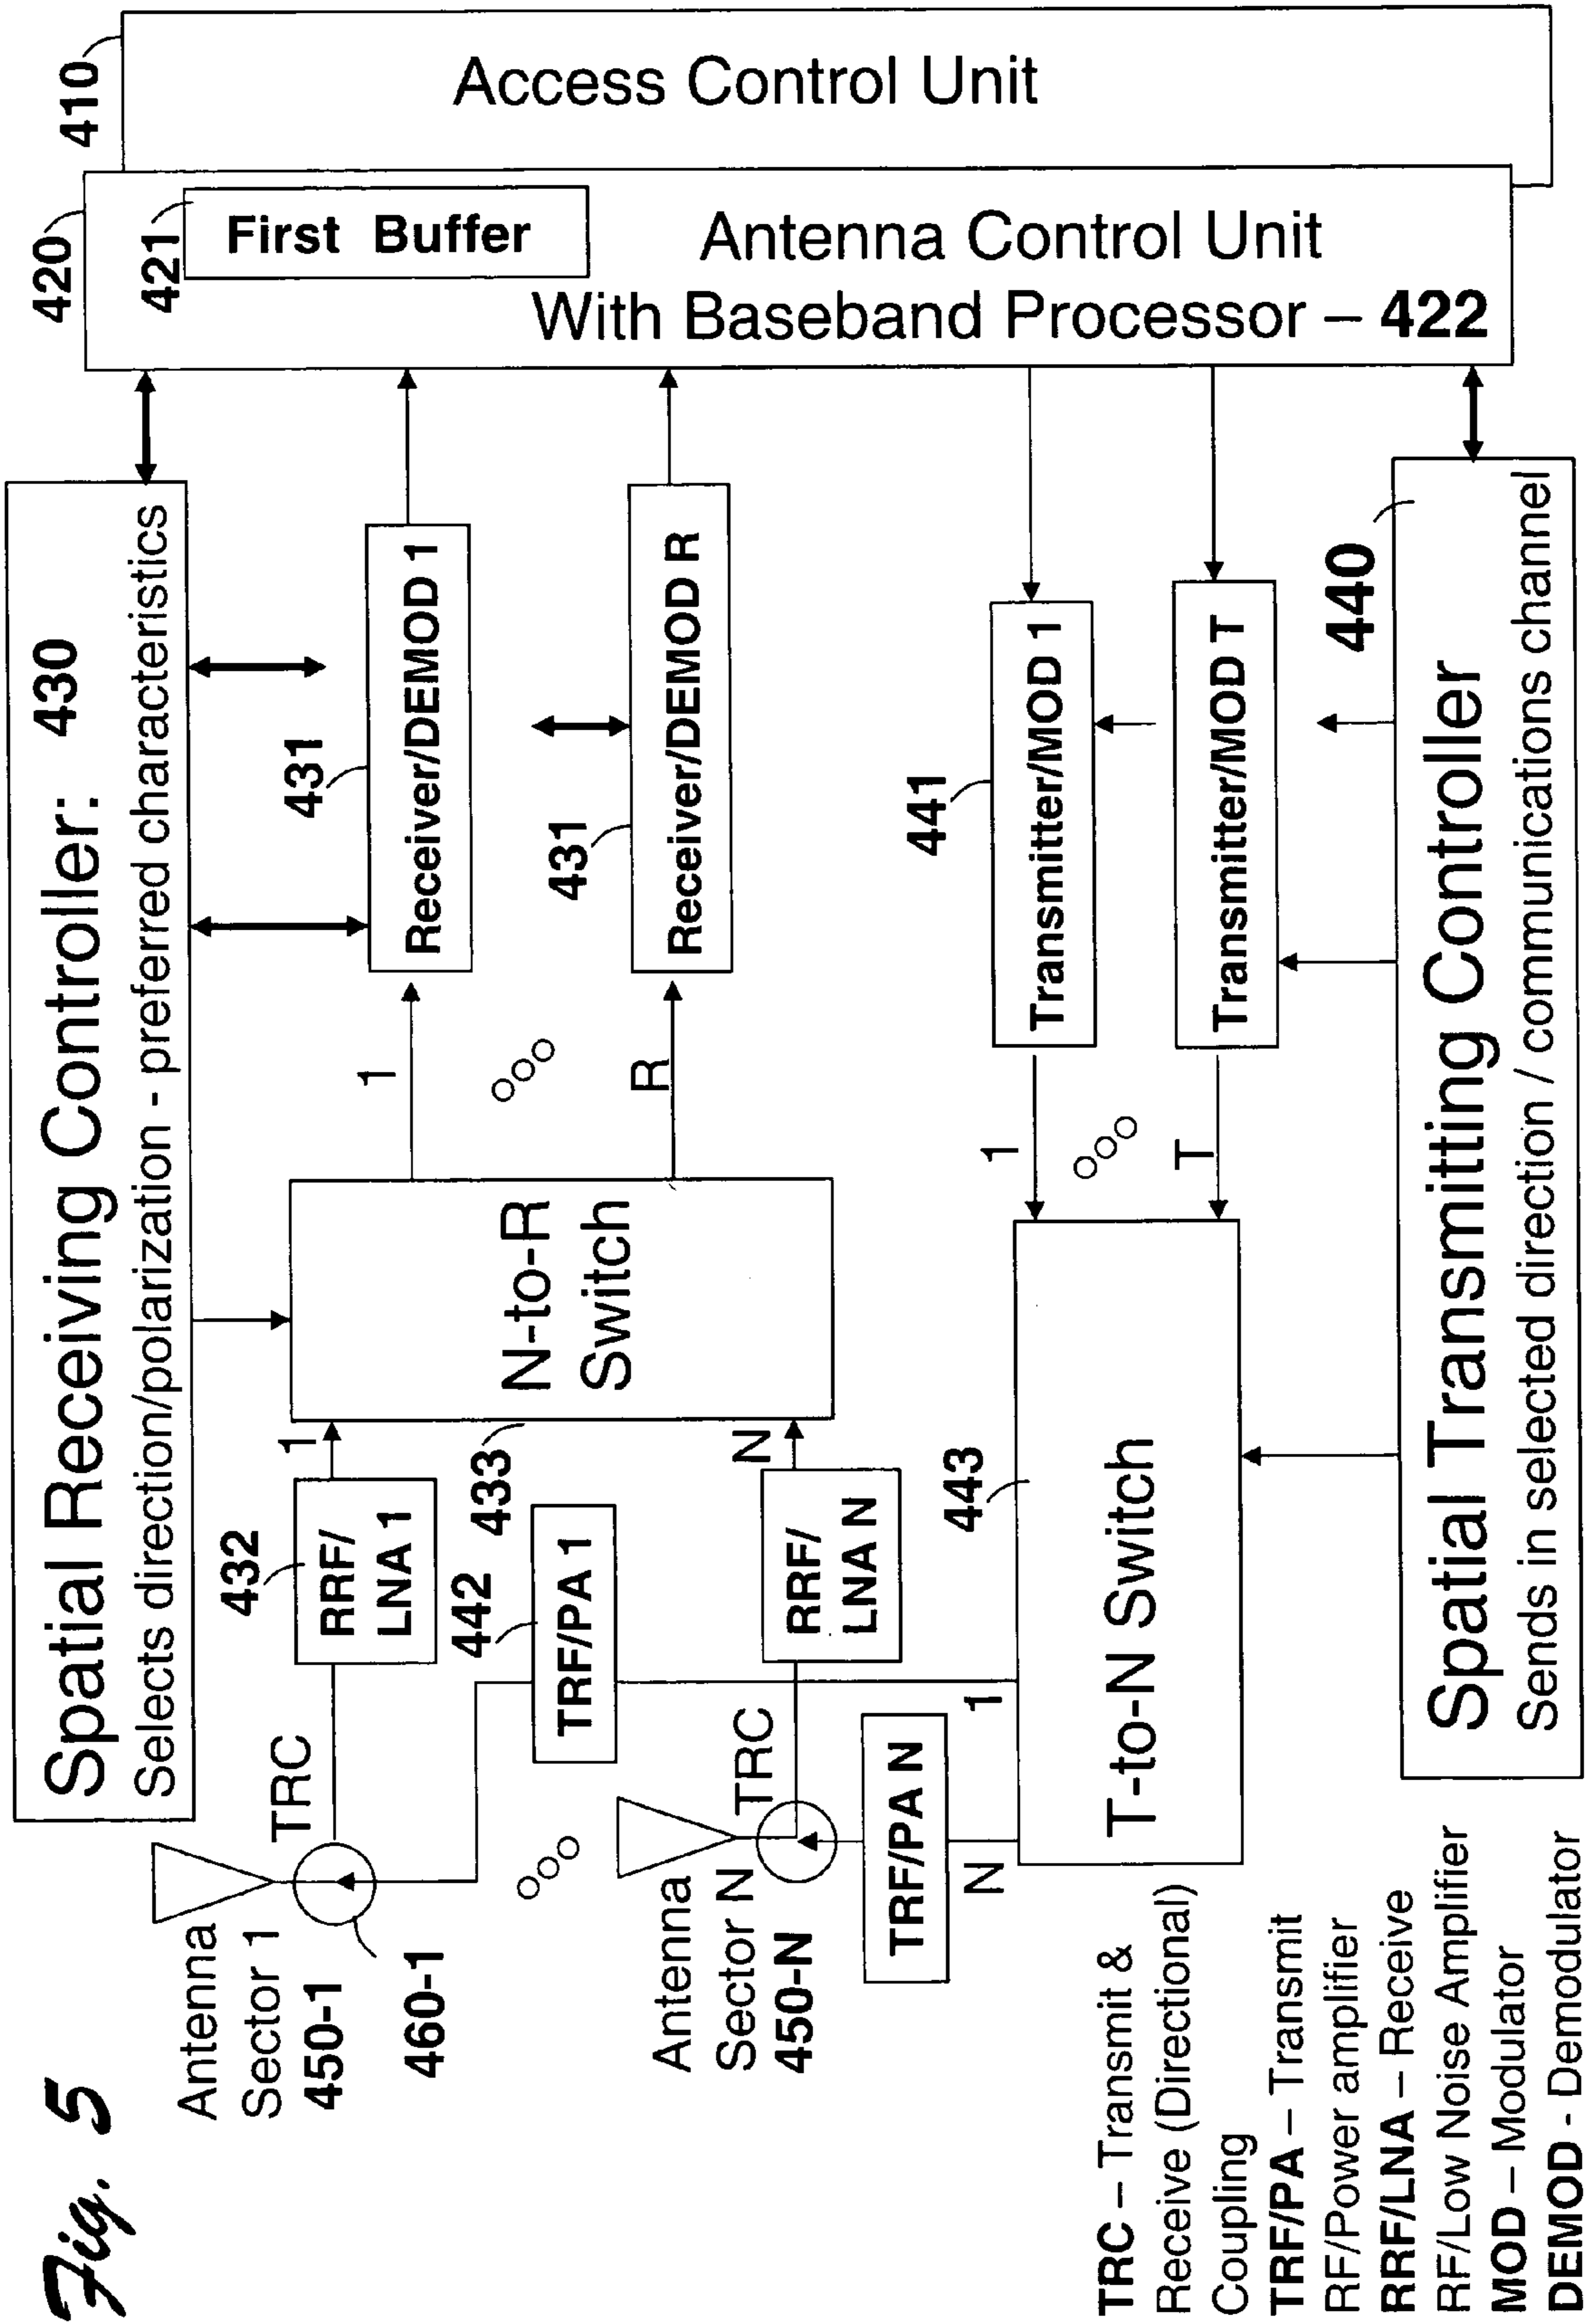 Fig. 5
Spatial Receiving Controller: 430
Selects direction/polarization - preferred characteristics
410
Access Control Unit
420
421
First Buffer
Antenna Control Unit
With Baseband Processor – 422
Antenna
Sector 1
450-1
460-1
TRC
432
RRF/
LNA 1
1
433
N-to-R
Switch
1
R
431
Receiver/DEMOD 1
431
Receiver/DEMOD R
442
TRF/PA 1
Antenna
Sector N
450-N
TRC
RRF/
LNA N
N
TRF/PA N
N
1
443
T-to-N Switch
1
T
441
Transmitter/MOD 1
Transmitter/MOD T
440
Spatial Transmitting Controller
Sends in selected direction / communications channel
TRC – Transmit &
Receive (Directional)
Coupling
TRF/PA – Transmit
RF/Power amplifier
RRF/LNA – Receive
RF/Low Noise Amplifier
MOD – Modulator
DEMOD - Demodulator